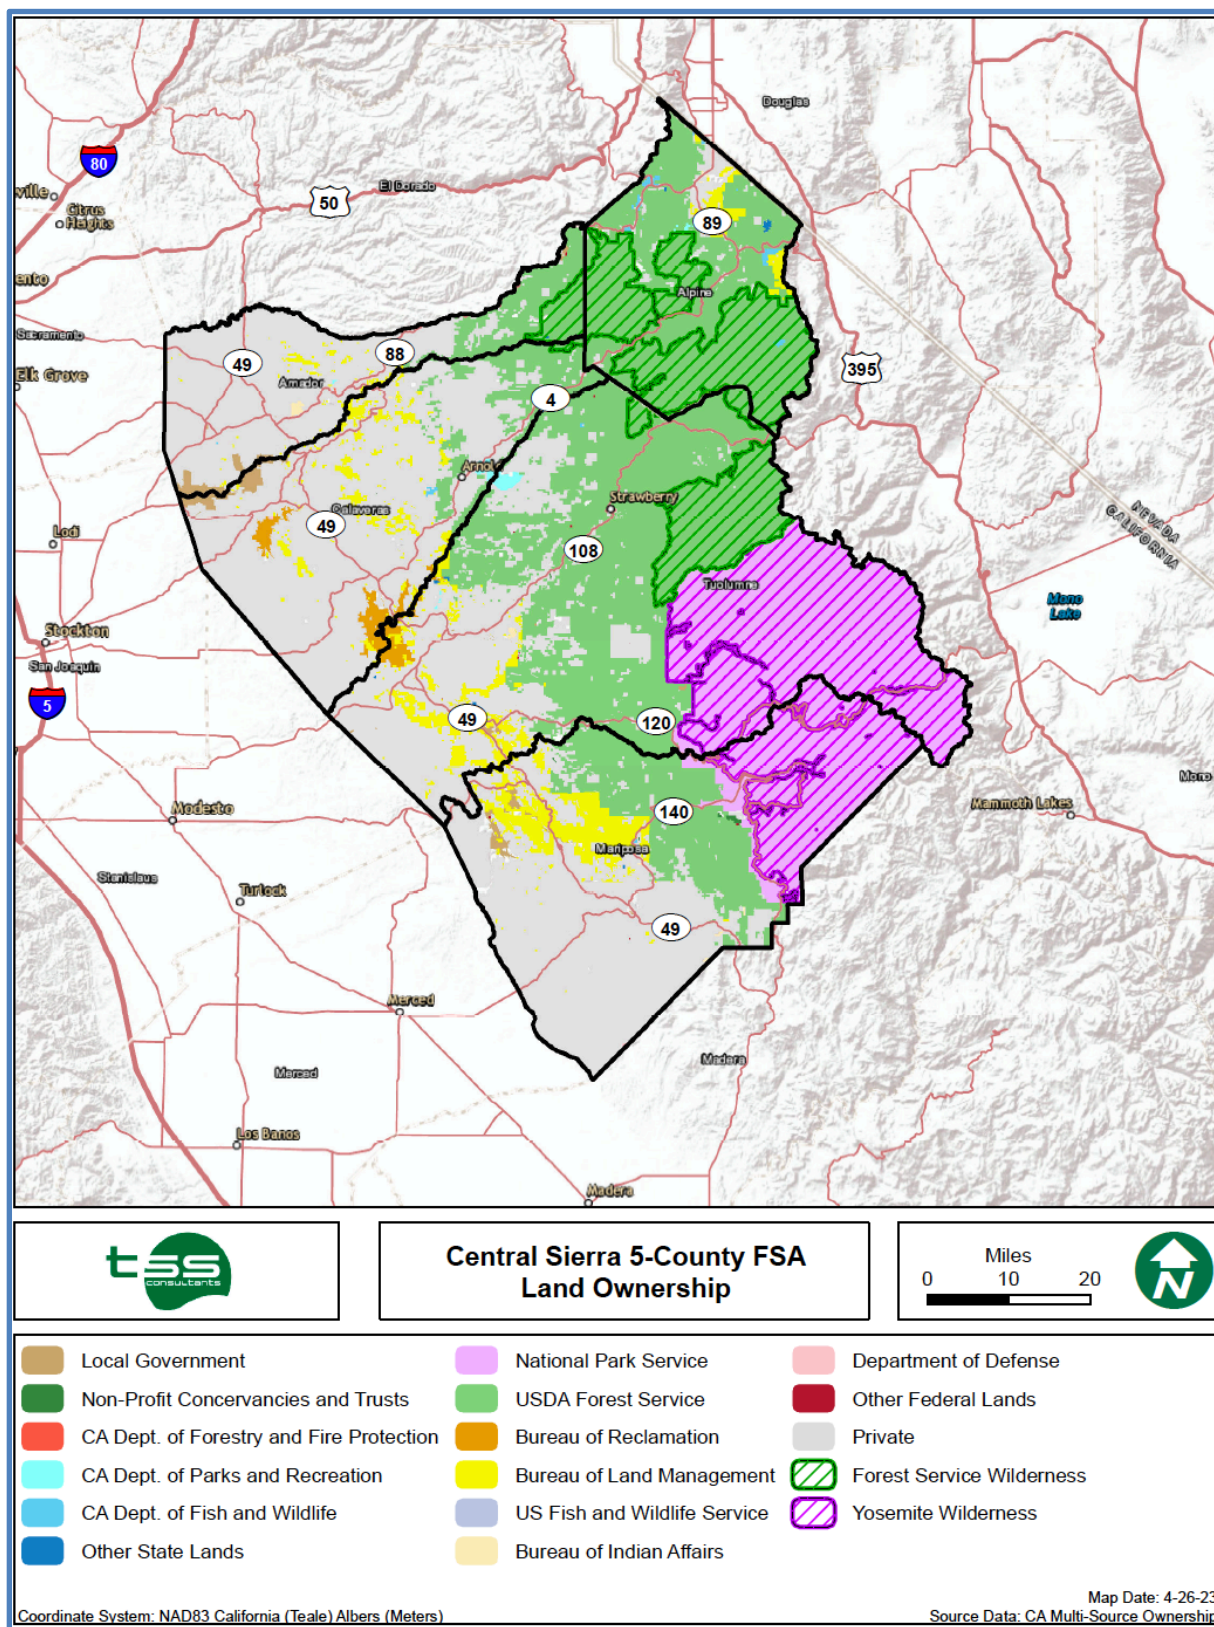 Douglas
80
ville
Citrus
Heights
50
El Dorado
89
ento
Alpine
Sacramento
49
88
Elk Grove
Amador
395
4
Arnold
Strawberry
Calaveras
49
NEVADA
CALIFORNIA
Lodi
108
Tuolumne
Mono
Lake
Stockton
San Joaquin
5
49
120
Mono
Modesto
140
Mammoth Lakes
Mariposa
Stanislaus
Turlock
49
Merced
Madera
Merced
Los Banos
Madera
tss
consultants
Central Sierra 5-County FSA
Land Ownership
Miles
0 10 20
N
Local Government
Non-Profit Concervancies and Trusts
CA Dept. of Forestry and Fire Protection
CA Dept. of Parks and Recreation
CA Dept. of Fish and Wildlife
Other State Lands
National Park Service
USDA Forest Service
Bureau of Reclamation
Bureau of Land Management
US Fish and Wildlife Service
Bureau of Indian Affairs
Department of Defense
Other Federal Lands
Private
Forest Service Wilderness
Yosemite Wilderness
Map Date: 4-26-23
Coordinate System: NAD83 California (Teale) Albers (Meters)
Source Data: CA Multi-Source Ownership